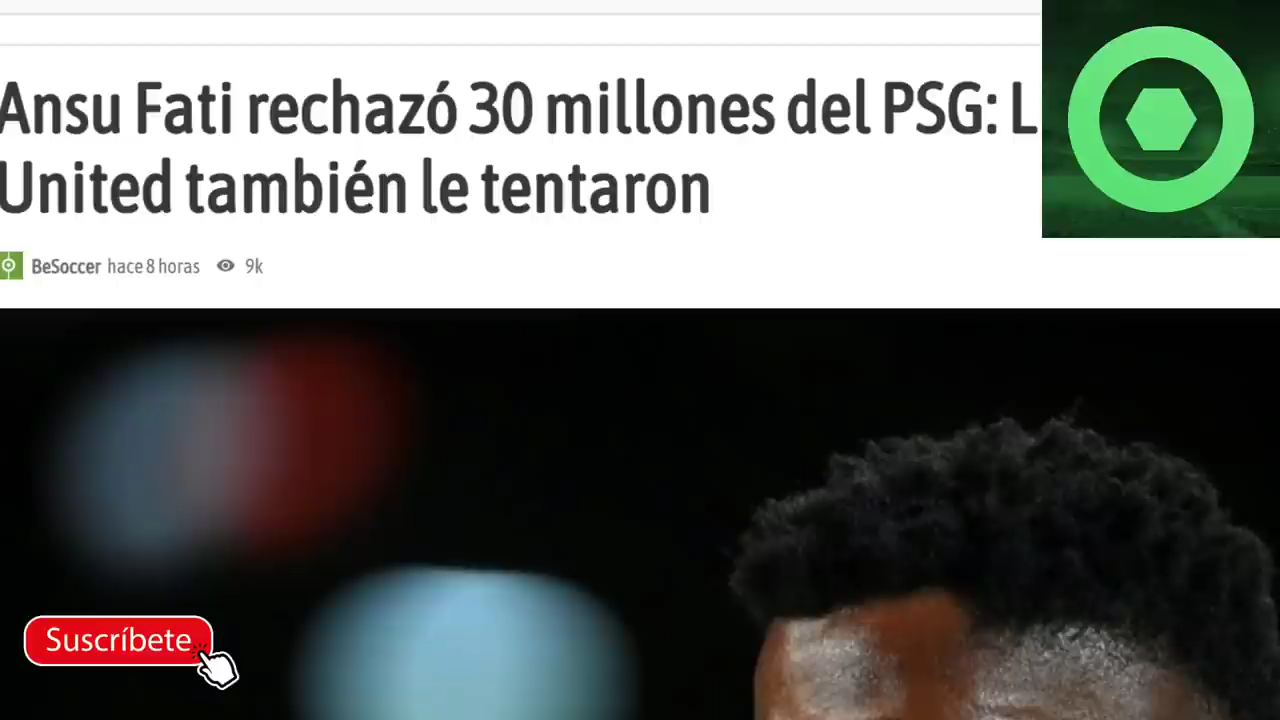 Ansu Fati rechazó 30 millones del PSG: L
United también le tentaron
BeSoccer hace 8 horas 9k
Suscríbete